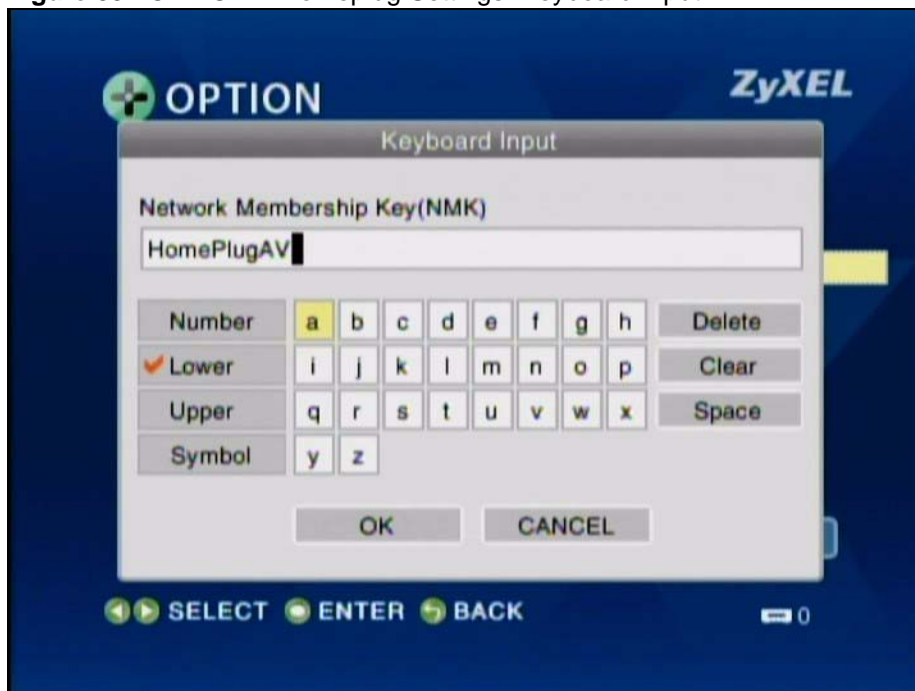 OPTION
ZyXEL
Keyboard Input
Network Membership Key(NMK)
HomePlugAV
Number a b c d e f g h Delete
Lower i j k l m n o p Clear
Upper q r s t u v w x Space
Symbol y z
OK CANCEL
SELECT ENTER BACK 0